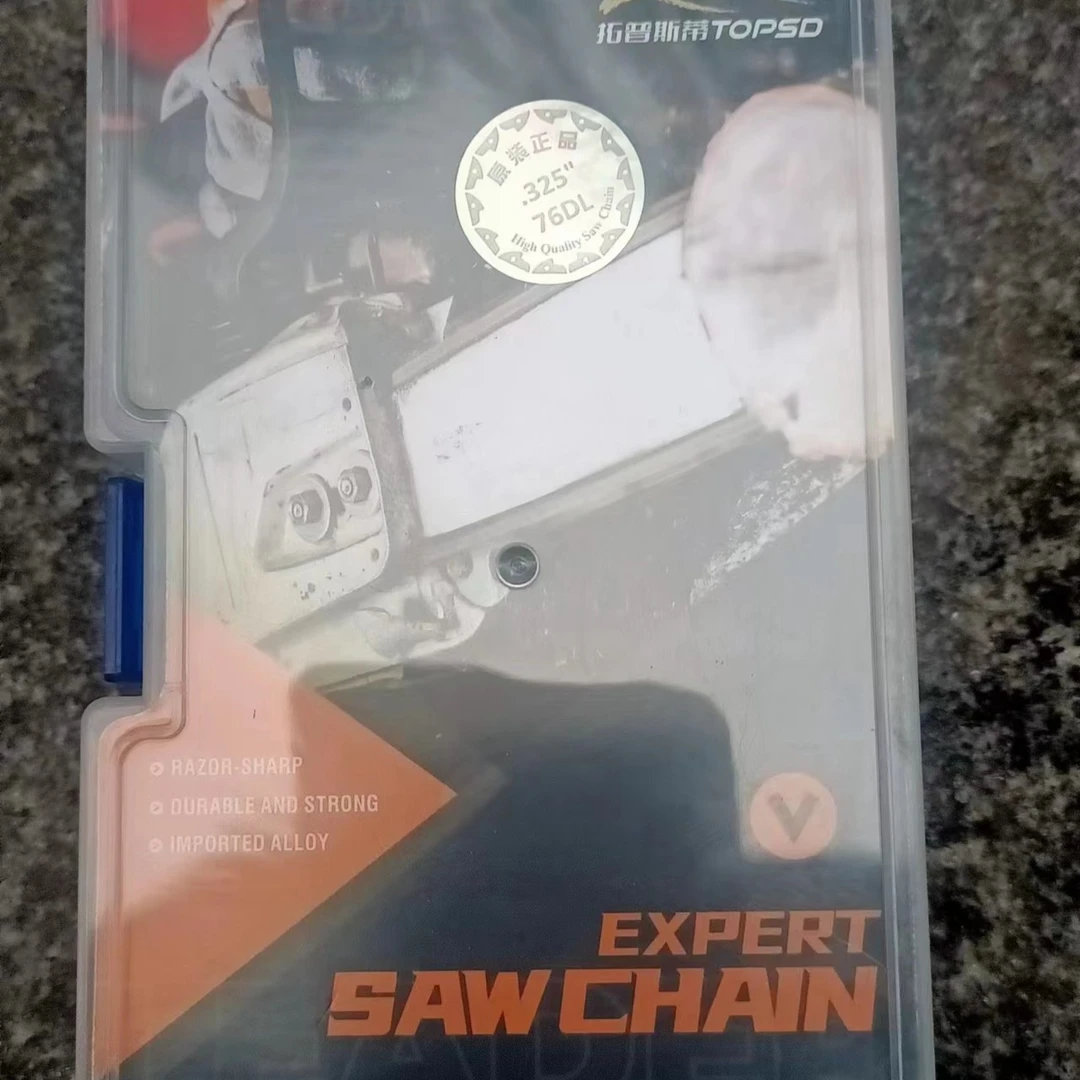 拓普斯蒂TOPSD
原装正品
.325"
76DL
High Quality Saw Chain
RAZOR-SHARP
DURABLE AND STRONG
IMPORTED ALLOY
V
EXPERT
SAW CHAIN